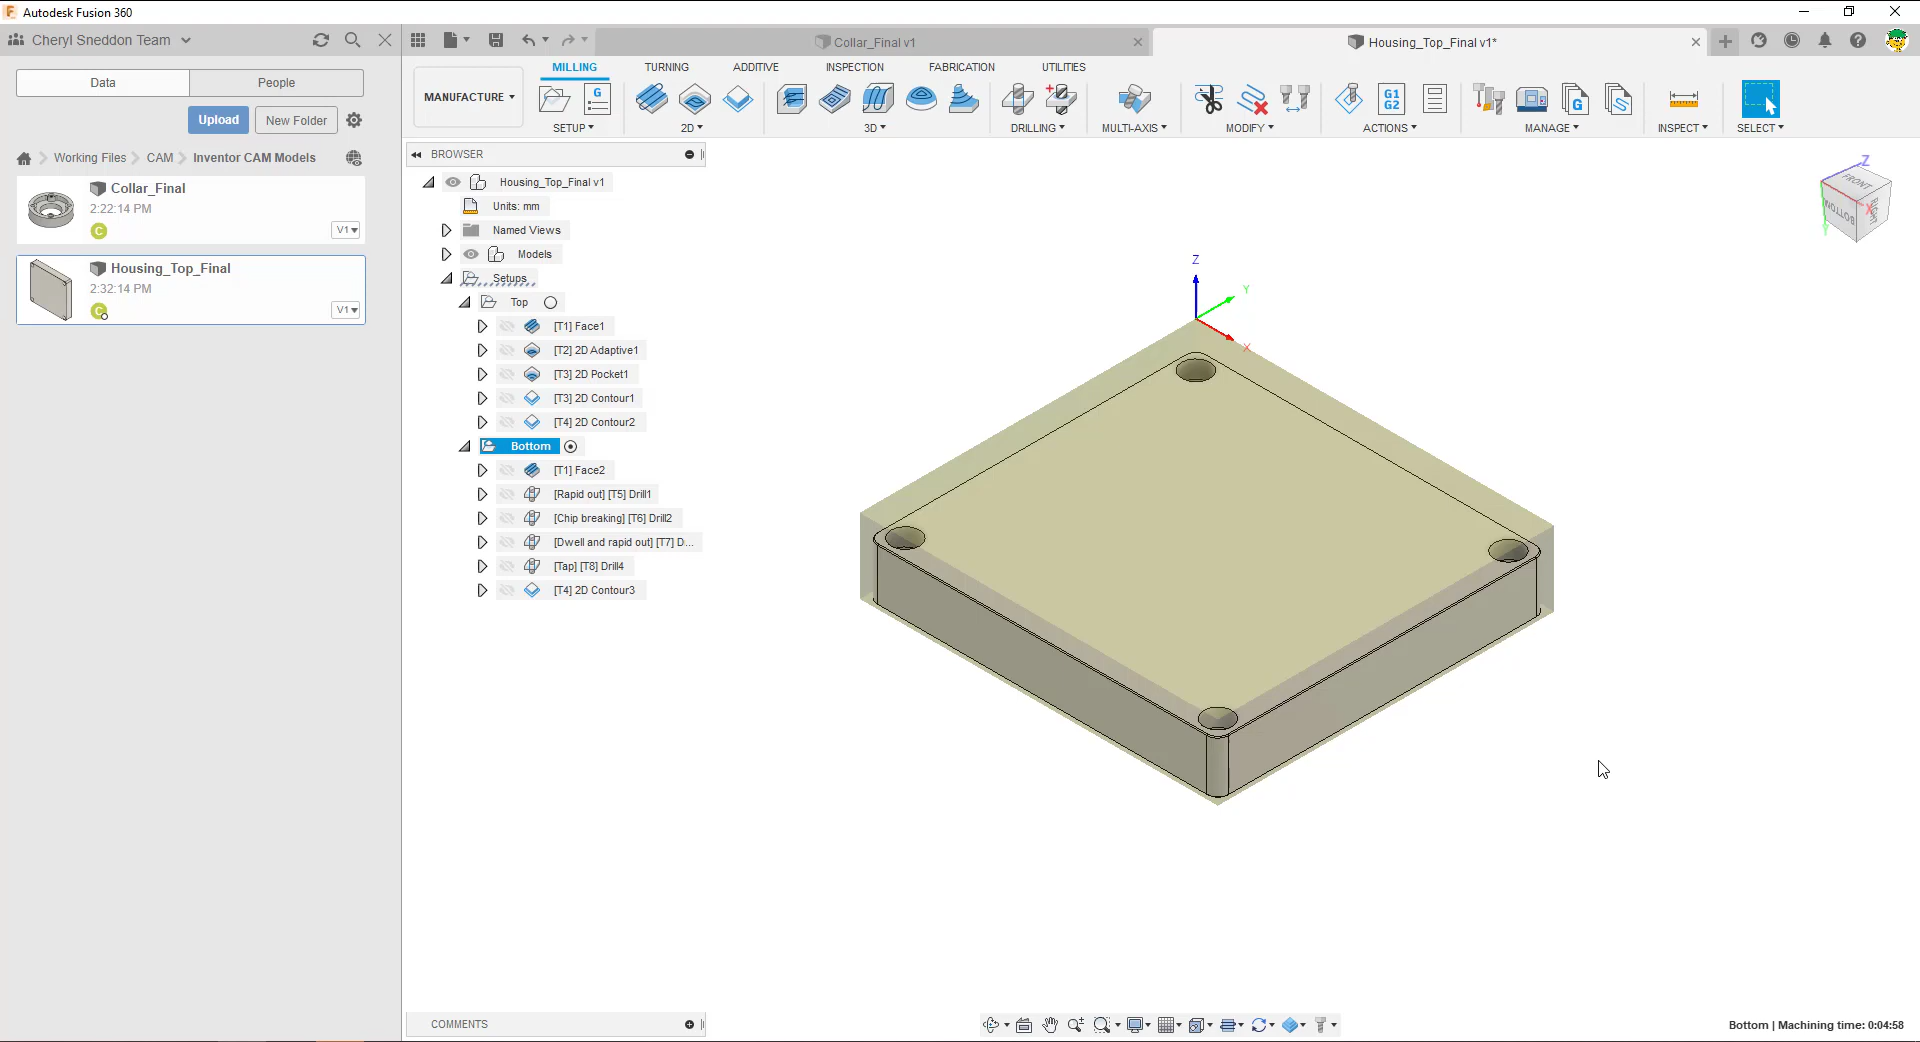 Autodesk Fusion 360
Cheryl Sneddon Team
Collar_Final v1
Housing_Top_Final v1*
Data
People
Upload
New Folder
Working Files
CAM
Inventor CAM Models
Collar_Final
2:22:14 PM
C
V1
Housing_Top_Final
2:32:14 PM
C
V1
MILLING
TURNING
ADDITIVE
INSPECTION
FABRICATION
UTILITIES
MANUFACTURE
G
G1
G2
G
SETUP
2D
3D
DRILLING
MULTI-AXIS
MODIFY
ACTIONS
MANAGE
INSPECT
SELECT
BROWSER
Housing_Top_Final v1
Units: mm
Named Views
Models
Setups
Top
[T1] Face1
[T2] 2D Adaptive1
[T3] 2D Pocket1
[T3] 2D Contour1
[T4] 2D Contour2
Bottom
[T1] Face2
[Rapid out] [T5] Drill1
[Chip breaking] [T6] Drill2
[Dwell and rapid out] [T7] D...
[Tap] [T8] Drill4
[T4] 2D Contour3
Z
Y
X
Z
FRONT
BOTTOM
RIGHT
X
COMMENTS
Bottom | Machining time: 0:04:58